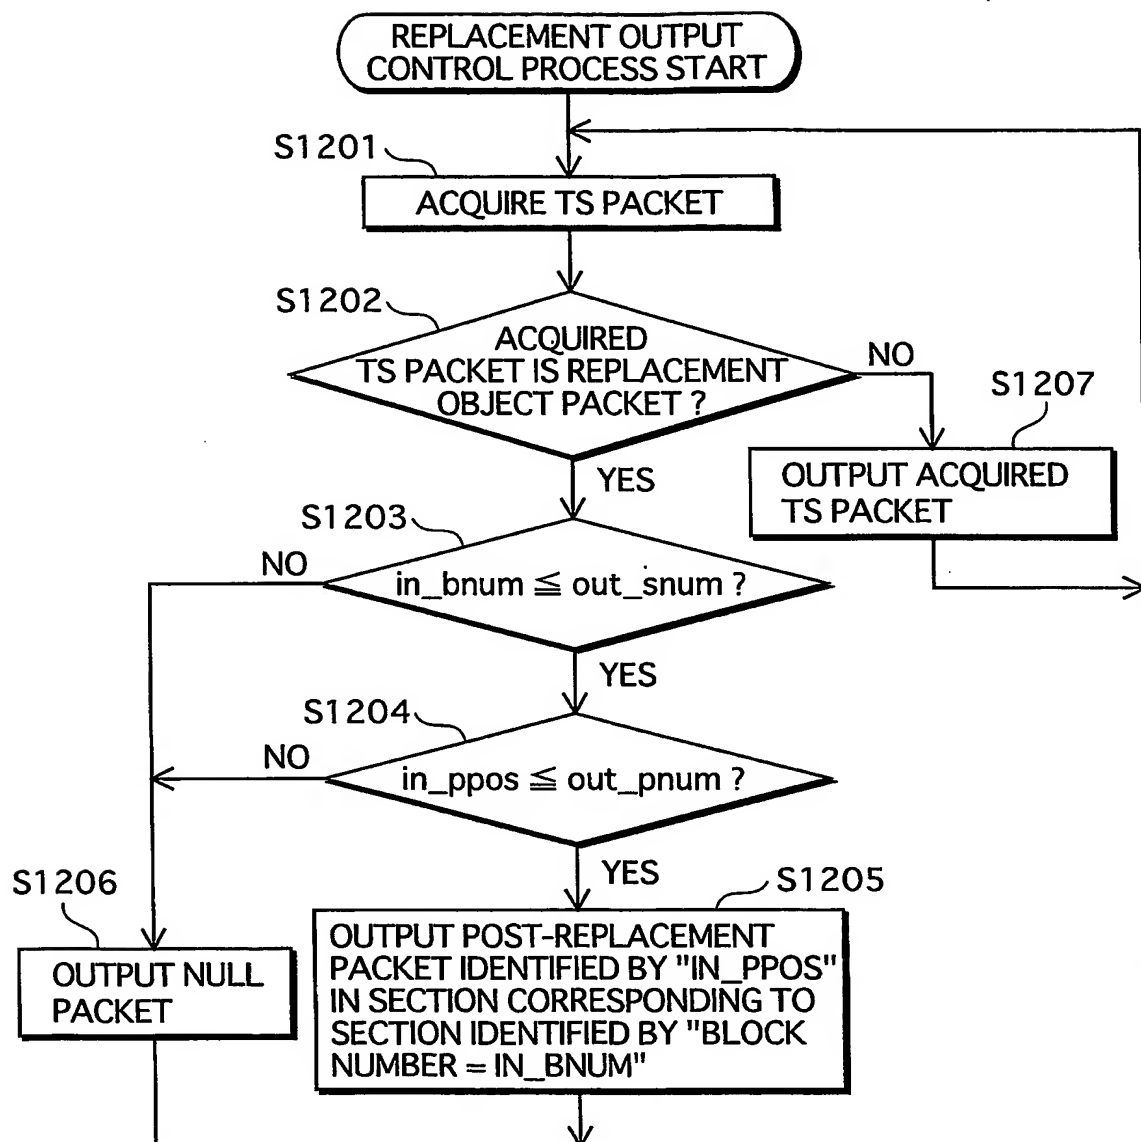 REPLACEMENT OUTPUT
CONTROL PROCESS START
S1201
ACQUIRE TS PACKET
S1202
ACQUIRED
TS PACKET IS REPLACEMENT
OBJECT PACKET ?
NO
S1207
YES
OUTPUT ACQUIRED
TS PACKET
S1203
NO
in_bnum ≦ out_snum ?
YES
S1204
NO
in_ppos ≦ out_pnum ?
YES
S1206
S1205
OUTPUT NULL
PACKET
OUTPUT POST-REPLACEMENT
PACKET IDENTIFIED BY "IN_PPOS"
IN SECTION CORRESPONDING TO
SECTION IDENTIFIED BY "BLOCK
NUMBER = IN_BNUM"